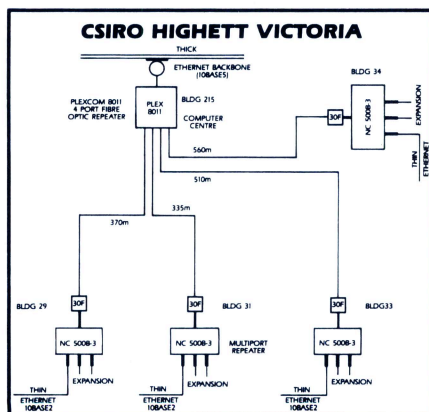 CSIRO HIGHETT VICTORIA
THICK
ETHERNET BACKBONE
(10BASE5)
BLDG 34
PLEXCOM 8011
4 PORT FIBRE
OPTIC REPEATER
PLEX
8011
BLDG 215
COMPUTER
CENTRE
30F
NC 500B-3
EXPANSION
THIN
ETHERNET
560m
510m
335m
370m
BLDG 29
30F
BLDG 31
30F
BLDG33
30F
NC 500B-3
NC 500B-3
MULTIPORT
REPEATER
NC 500B-3
THIN
ETHERNET
10BASE2
EXPANSION
THIN
ETHERNET
10BASE2
EXPANSION
THIN
ETHERNET
10BASE2
EXPANSION